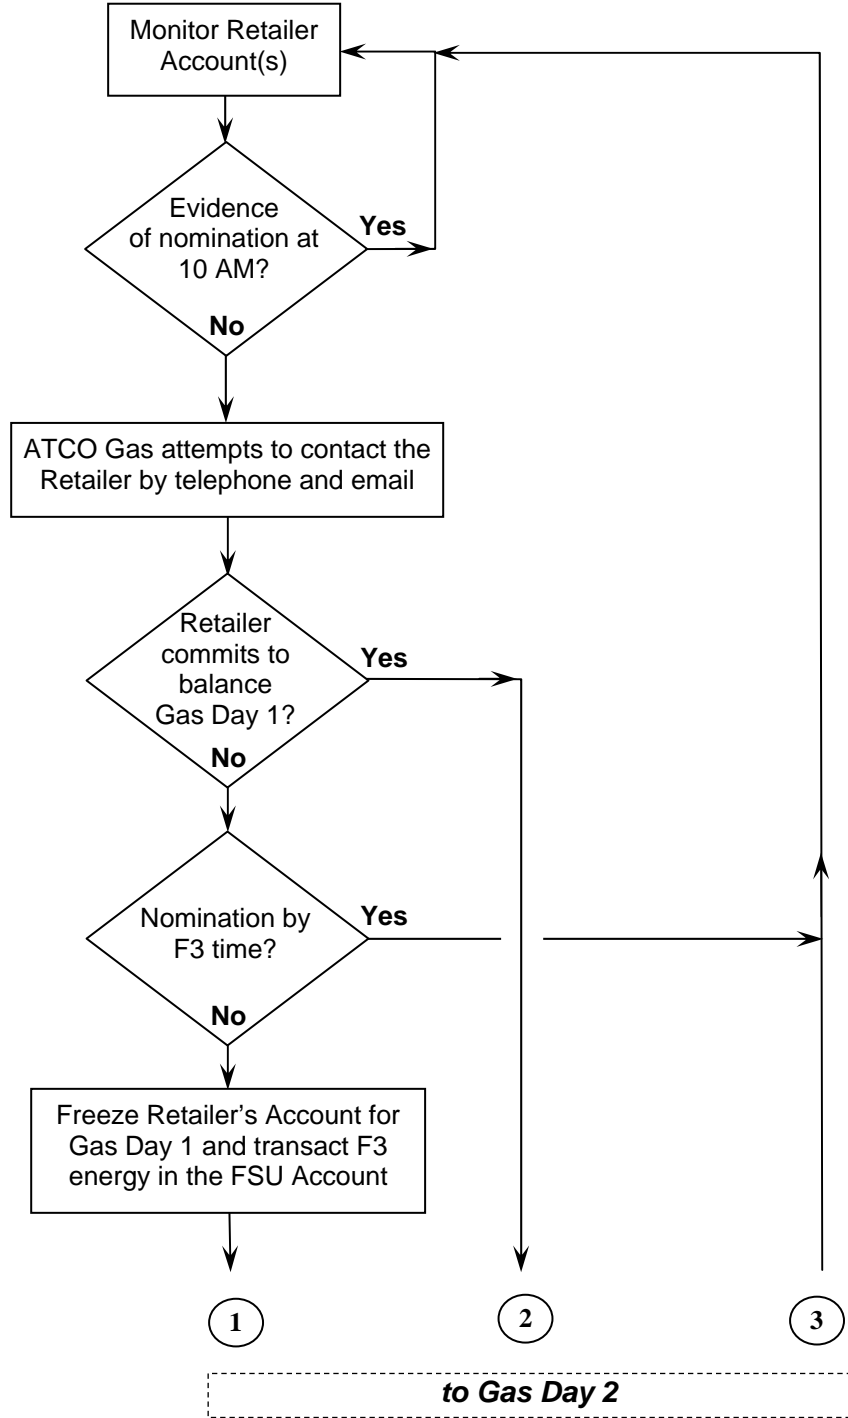 Monitor Retailer
Account(s)
Evidence
of nomination at
10 AM?
Yes
No
ATCO Gas attempts to contact the
Retailer by telephone and email
Retailer
commits to
balance
Gas Day 1?
Yes
No
Nomination by
F3 time?
Yes
No
Freeze Retailer’s Account for
Gas Day 1 and transact F3
energy in the FSU Account
1
2
3
to Gas Day 2